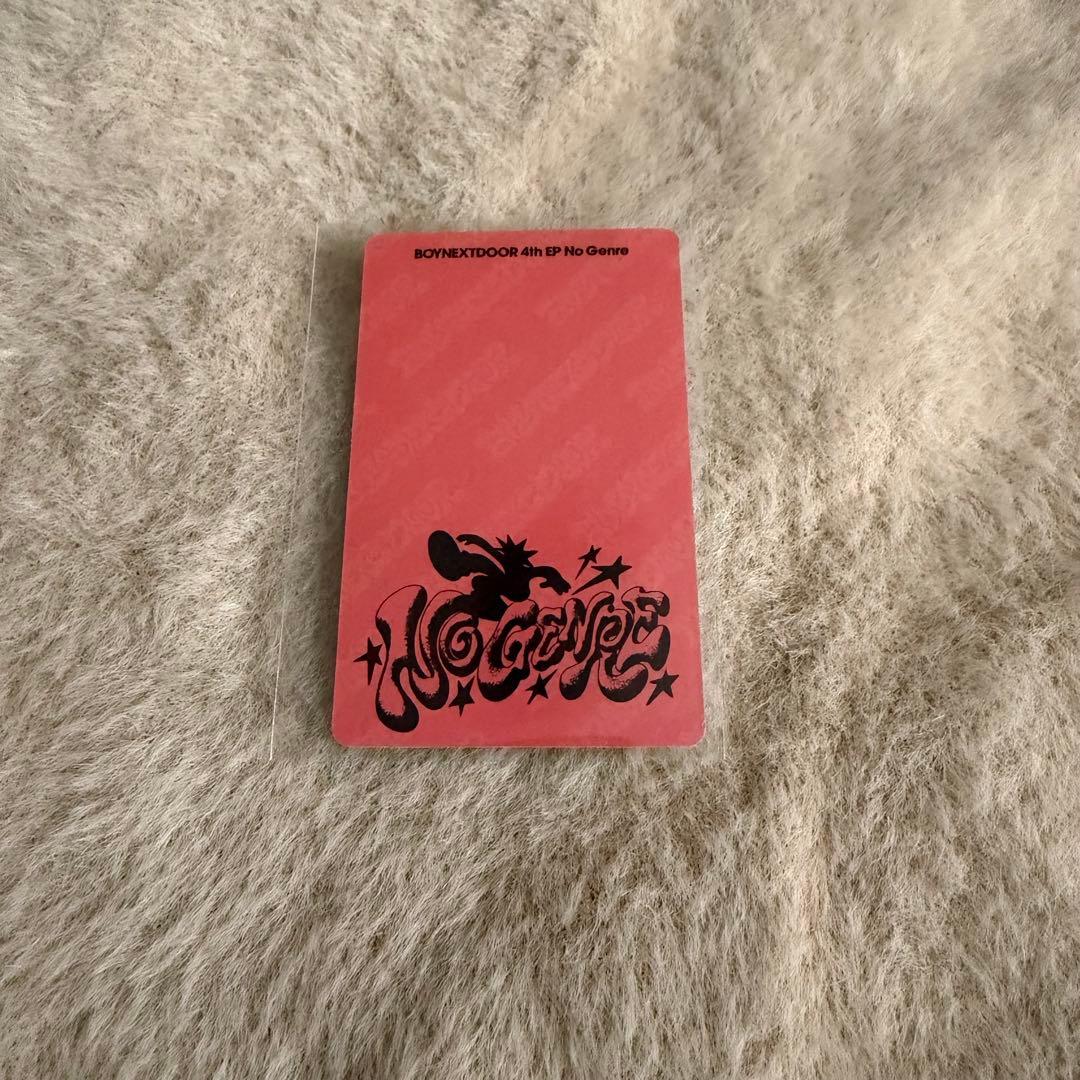 BOYNEXTDOOR 4th EP No Genre
NO GENRE